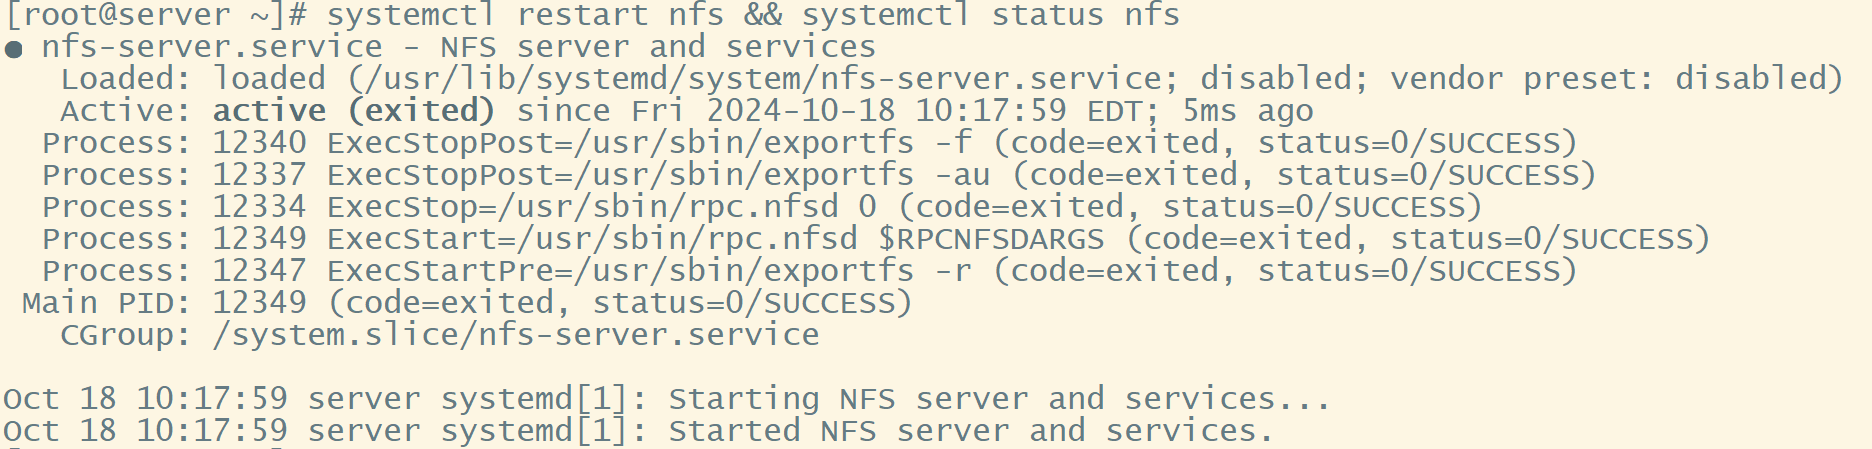 [root@server ~]# systemctl restart nfs && systemctl status nfs
● nfs-server.service - NFS server and services
   Loaded: loaded (/usr/lib/systemd/system/nfs-server.service; disabled; vendor preset: disabled)
   Active: active (exited) since Fri 2024-10-18 10:17:59 EDT; 5ms ago
  Process: 12340 ExecStopPost=/usr/sbin/exportfs -f (code=exited, status=0/SUCCESS)
  Process: 12337 ExecStopPost=/usr/sbin/exportfs -au (code=exited, status=0/SUCCESS)
  Process: 12334 ExecStop=/usr/sbin/rpc.nfsd 0 (code=exited, status=0/SUCCESS)
  Process: 12349 ExecStart=/usr/sbin/rpc.nfsd $RPCNFSDARGS (code=exited, status=0/SUCCESS)
  Process: 12347 ExecStartPre=/usr/sbin/exportfs -r (code=exited, status=0/SUCCESS)
 Main PID: 12349 (code=exited, status=0/SUCCESS)
   CGroup: /system.slice/nfs-server.service

Oct 18 10:17:59 server systemd[1]: Starting NFS server and services...
Oct 18 10:17:59 server systemd[1]: Started NFS server and services.